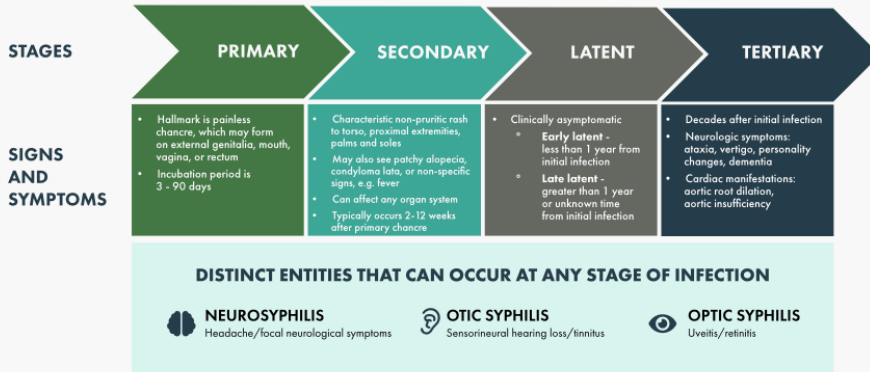 STAGES
PRIMARY
SECONDARY
LATENT
TERTIARY
SIGNS
AND
SYMPTOMS
• Hallmark is painless
chancre, which may form
on external genitalia, mouth,
vagina, or rectum
• Incubation period is
3 - 90 days
• Characteristic non-pruritic rash
to torso, proximal extremities,
palms and soles
• May also see patchy alopecia,
condyloma lata, or non-specific
signs, e.g. fever
• Can affect any organ system
• Typically occurs 2-12 weeks
after primary chancre
• Clinically asymptomatic
° Early latent -
less than 1 year from
initial infection
° Late latent -
greater than 1 year
or unknown time
from initial infection
• Decades after initial infection
• Neurologic symptoms:
ataxia, vertigo, personality
changes, dementia
• Cardiac manifestations:
aortic root dilation,
aortic insufficiency
DISTINCT ENTITIES THAT CAN OCCUR AT ANY STAGE OF INFECTION
NEUROSYPHILIS
Headache/focal neurological symptoms
OTIC SYPHILIS
Sensorineural hearing loss/tinnitus
OPTIC SYPHILIS
Uveitis/retinitis